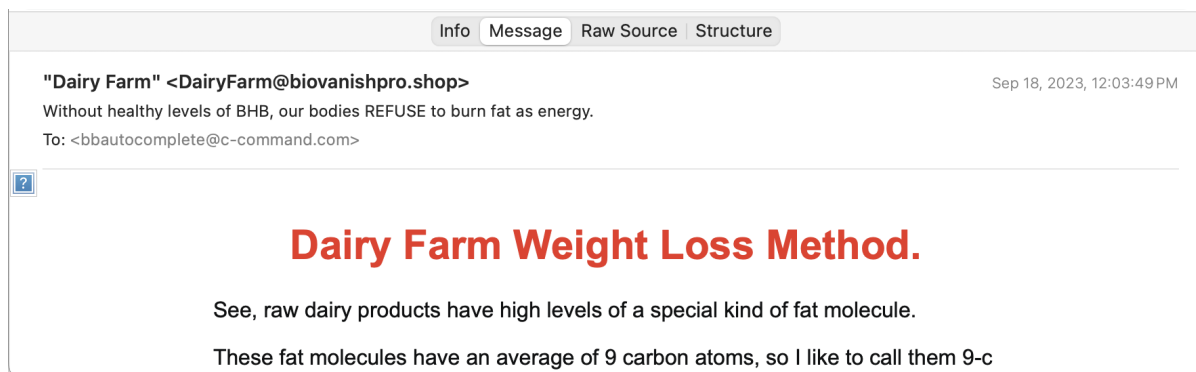 Info Message Raw Source Structure
"Dairy Farm" <DairyFarm@biovanishpro.shop> Sep 18, 2023, 12:03:49 PM
Without healthy levels of BHB, our bodies REFUSE to burn fat as energy.
To: <bbautocomplete@c-command.com>
?
Dairy Farm Weight Loss Method.
See, raw dairy products have high levels of a special kind of fat molecule.
These fat molecules have an average of 9 carbon atoms, so I like to call them 9-c